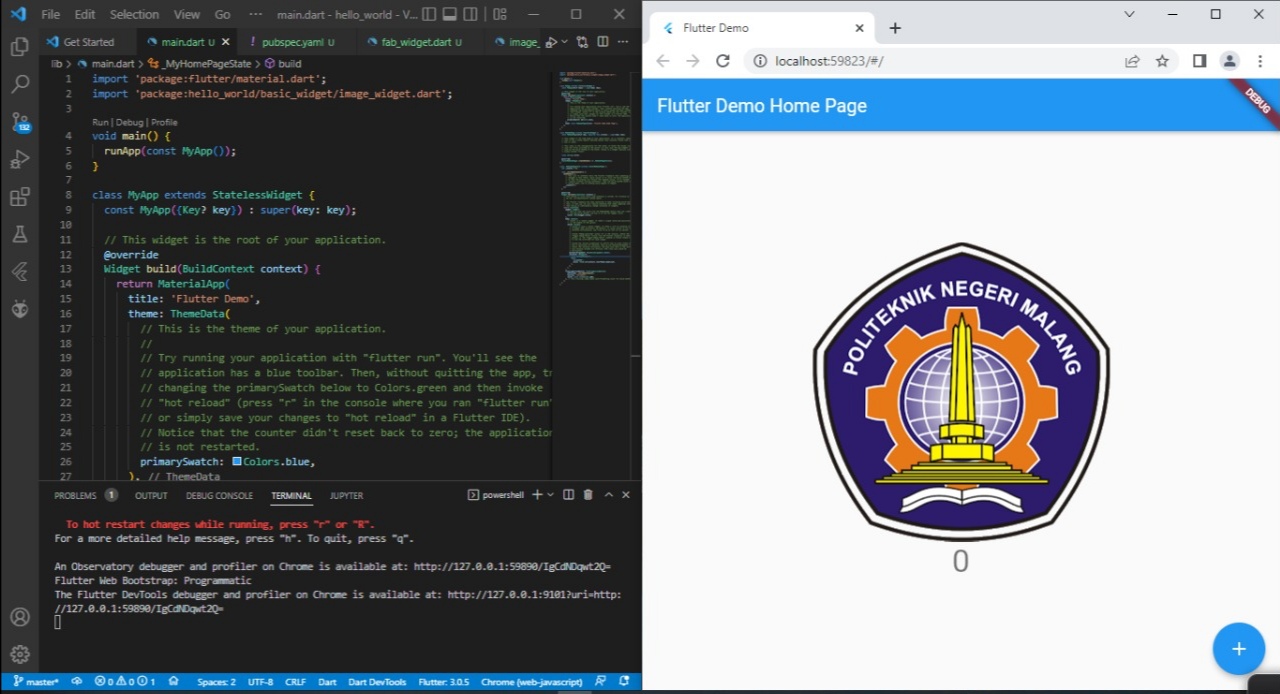 File Edit Selection View Go ··· main.dart - hello_world - V...
Get Started main.dart U pubspec.yaml U fab_widget.dart U image_
lib > main.dart > _MyHomePageState > build
1 import 'package:flutter/material.dart';
2 import 'package:hello_world/basic_widget/image_widget.dart';
3
Run | Debug | Profile
4 void main() {
5 runApp(const MyApp());
6 }
7
8 class MyApp extends StatelessWidget {
9 const MyApp({Key? key}) : super(key: key);
10
11 // This widget is the root of your application.
12 @override
13 Widget build(BuildContext context) {
14 return MaterialApp(
15 title: 'Flutter Demo',
16 theme: ThemeData(
17 // This is the theme of your application.
18 //
19 // Try running your application with "flutter run". You'll see the
20 // application has a blue toolbar. Then, without quitting the app, tr
21 // changing the primarySwatch below to Colors.green and then invoke
22 // "hot reload" (press "r" in the console where you ran "flutter run"
23 // or simply save your changes to "hot reload" in a Flutter IDE).
24 // Notice that the counter didn't reset back to zero; the application
25 // is not restarted.
26 primarySwatch: Colors.blue,
27 ), // ThemeData
PROBLEMS 1 OUTPUT DEBUG CONSOLE TERMINAL JUPYTER powershell
To hot restart changes while running, press "r" or "R".
For a more detailed help message, press "h". To quit, press "q".
An Observatory debugger and profiler on Chrome is available at: http://127.0.0.1:59890/IgCdNDqwt2Q=
Flutter Web Bootstrap: Programmatic
The Flutter DevTools debugger and profiler on Chrome is available at: http://127.0.0.1:9101?uri=http:
//127.0.0.1:59890/IgCdNDqwt2Q=
132
master* 0 0 1 Spaces: 2 UTF-8 CRLF Dart Dart DevTools Flutter: 3.0.5 Chrome (web-javascript)
Flutter Demo
localhost:59823/#/
Flutter Demo Home Page
DEBUG
POLITEKNIK NEGERI MALANG
0
+